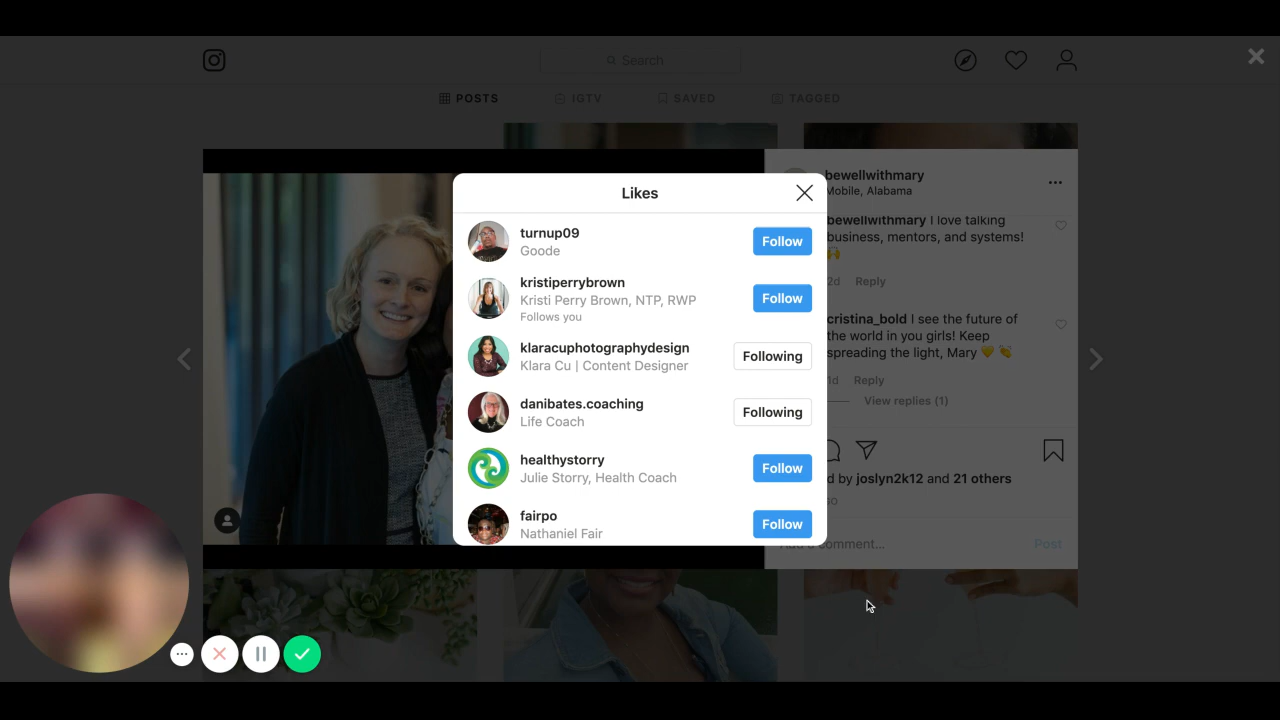 Search
POSTS
IGTV
SAVED
TAGGED
Likes
turnup09
Goode
Follow
kristiperrybrown
Kristi Perry Brown, NTP, RWP
Follows you
Follow
klaracuphotographydesign
Klara Cu | Content Designer
Following
danibates.coaching
Life Coach
Following
healthystorry
Julie Storry, Health Coach
Follow
fairpo
Nathaniel Fair
Follow
bewellwithmary
Mobile, Alabama
bewellwithmary I love talking
business, mentors, and systems!
🙌
2d Reply
cristina_bold I see the future of
the world in you girls! Keep
spreading the light, Mary 💛 👏
1d Reply
View replies (1)
d by joslyn2k12 and 21 others
Add a comment...
Post